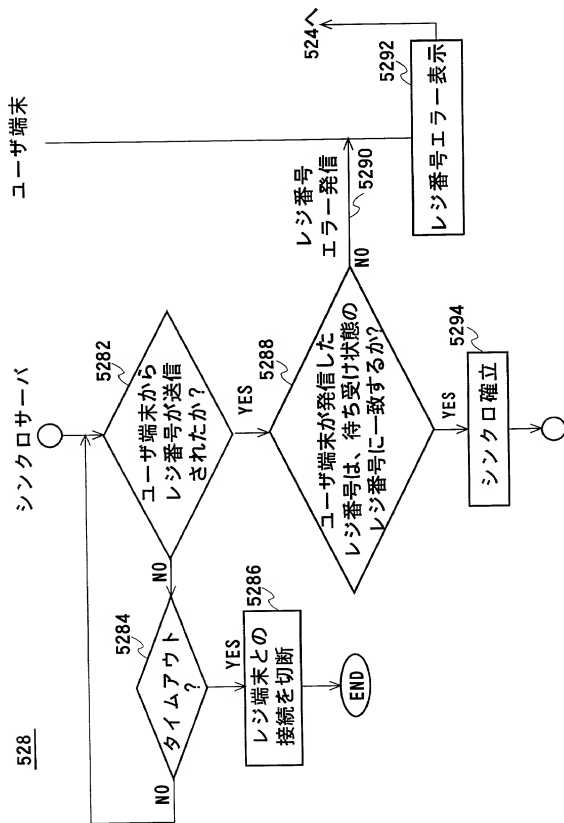 528
シンクロサーバ
ユーザ端末
5282
ユーザ端末から
レジ番号が送信
されたか?
NO
YES
5284
タイムアウト
?
NO
YES
5286
レジ端末との
接続を切断
END
5288
ユーザ端末が発信した
レジ番号は、待ち受け状態の
レジ番号に一致するか?
NO
YES
レジ番号
エラー発信
5290
5292
レジ番号エラー表示
524へ
5294
シンクロ確立